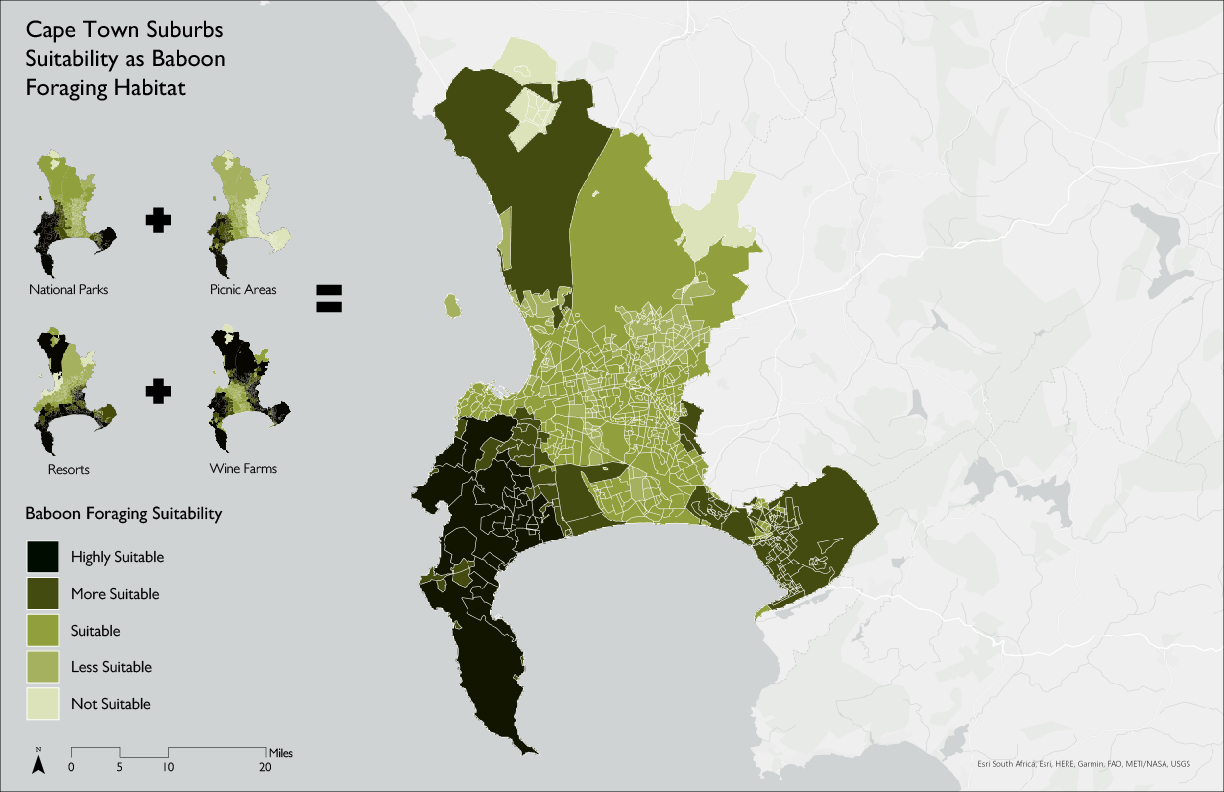 Cape Town Suburbs
Suitability as Baboon
Foraging Habitat
National Parks
Picnic Areas
Resorts
Wine Farms
Baboon Foraging Suitability
Highly Suitable
More Suitable
Suitable
Less Suitable
Not Suitable
N
Miles
0 5 10 20
Esri South Africa, Esri, HERE, Garmin, FAO, METI/NASA, USGS